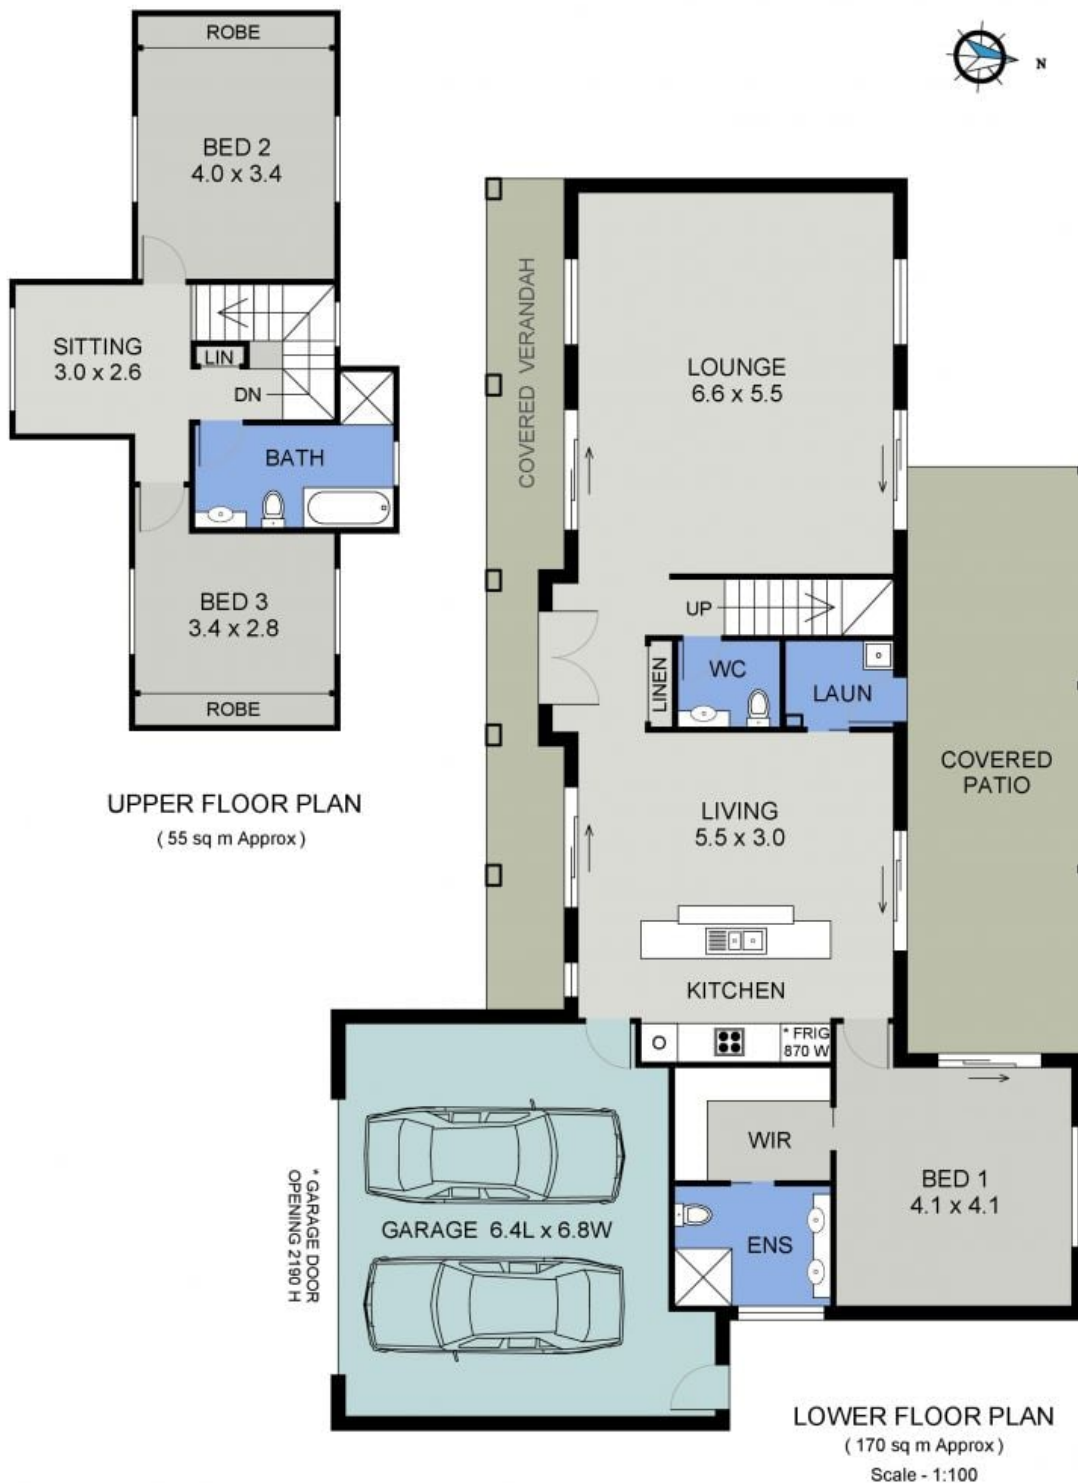 ROBE
BED 2
4.0 x 3.4
SITTING
3.0 x 2.6
LIN
DN
BATH
BED 3
3.4 x 2.8
ROBE
UPPER FLOOR PLAN
( 55 sq m Approx )
N
COVERED VERANDAH
LOUNGE
6.6 x 5.5
UP
LINEN
WC
LAUN
COVERED
PATIO
LIVING
5.5 x 3.0
KITCHEN
* FRIG
870 W
WIR
BED 1
4.1 x 4.1
ENS
GARAGE 6.4L x 6.8W
* GARAGE DOOR
OPENING 2190 H
LOWER FLOOR PLAN
( 170 sq m Approx )
Scale - 1:100